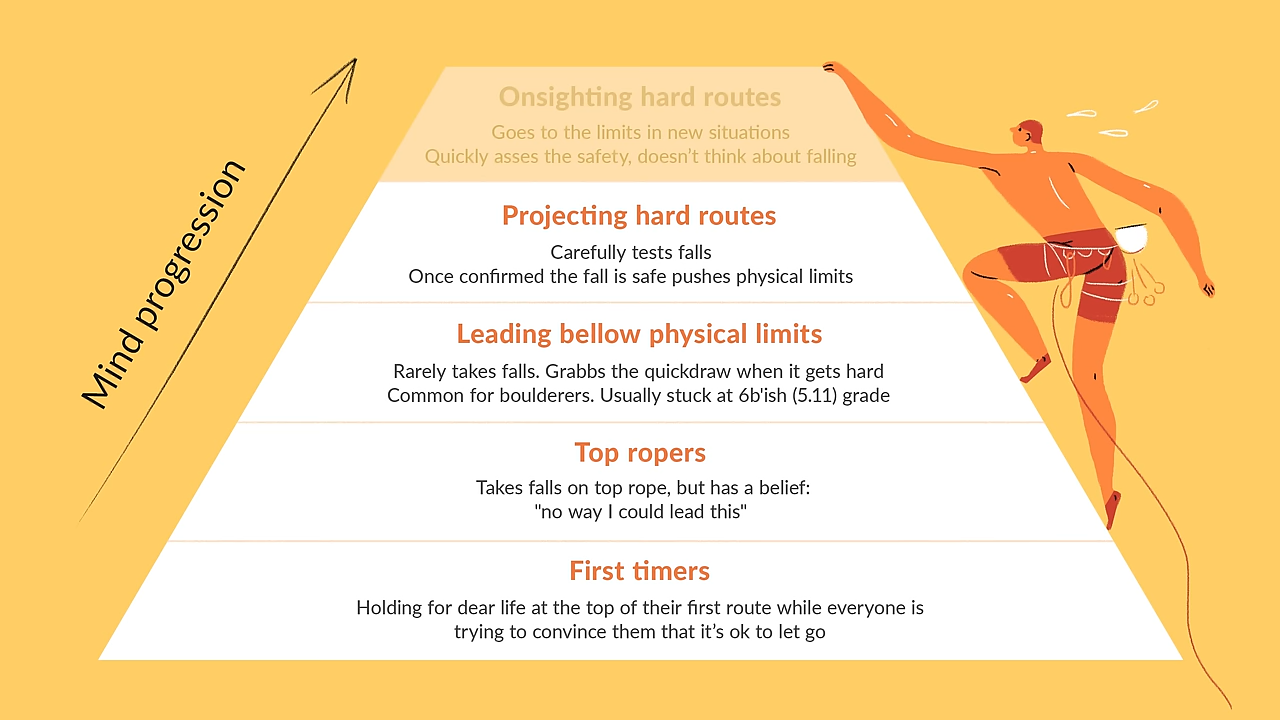 Mind progression
Onsighting hard routes
Goes to the limits in new situations
Quickly asses the safety, doesn't think about falling
Projecting hard routes
Carefully tests falls
Once confirmed the fall is safe pushes physical limits
Leading bellow physical limits
Rarely takes falls. Grabbs the quickdraw when it gets hard
Common for boulderers. Usually stuck at 6b'ish (5.11) grade
Top ropers
Takes falls on top rope, but has a belief:
"no way I could lead this"
First timers
Holding for dear life at the top of their first route while everyone is
trying to convince them that it’s ok to let go